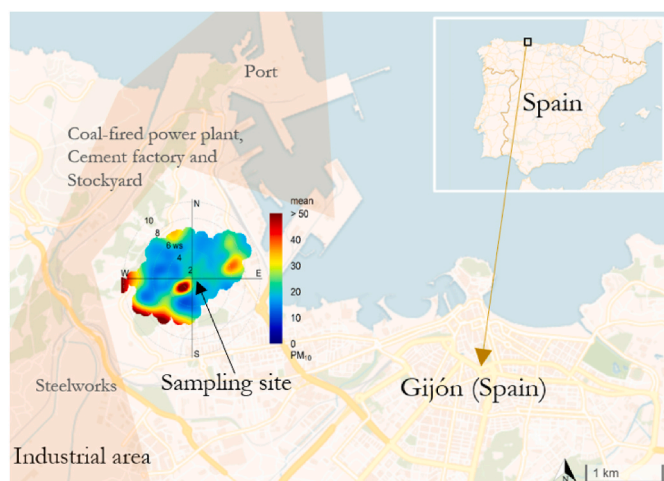 Port
Spain
Coal-fired power plant,
Cement factory and
Stockyard
N
mean
> 50
10
8
6 ws
4
2
40
30
20
10
0
W
E
S
PM10
Steelworks
Sampling site
Gijón (Spain)
Industrial area
N
1 km